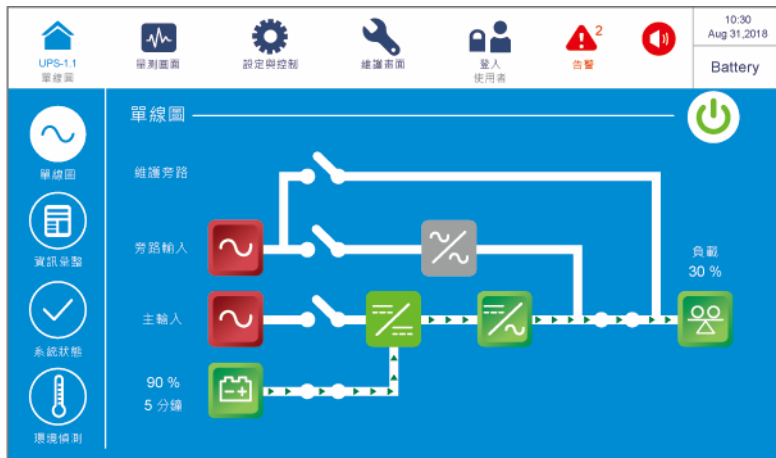 10:30
Aug 31,2018
UPS-1.1
單線圖
量測畫面
設定與控制
維護畫面
登入
使用者
2
告警
Battery
單線圖
單線圖
維護旁路
資訊彙整
旁路輸入
負載
30 %
主輸入
系統狀態
90 %
5 分鐘
環境偵測